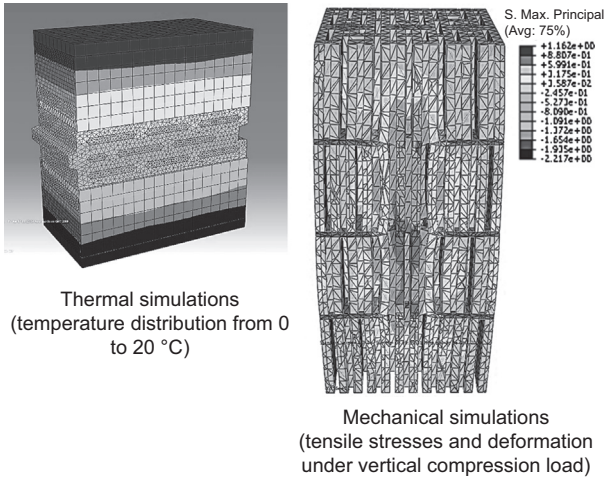 S. Max. Principal
(Avg: 75%)
+1.162e+00
+8.807e-01
+5.991e-01
+3.175e-01
+3.587e-02
-2.457e-01
-5.273e-01
-8.090e-01
-1.091e+00
-1.372e+00
-1.654e+00
-1.935e+00
-2.217e+00
Thermal simulations
(temperature distribution from 0
to 20 °C)
Mechanical simulations
(tensile stresses and deformation
under vertical compression load)